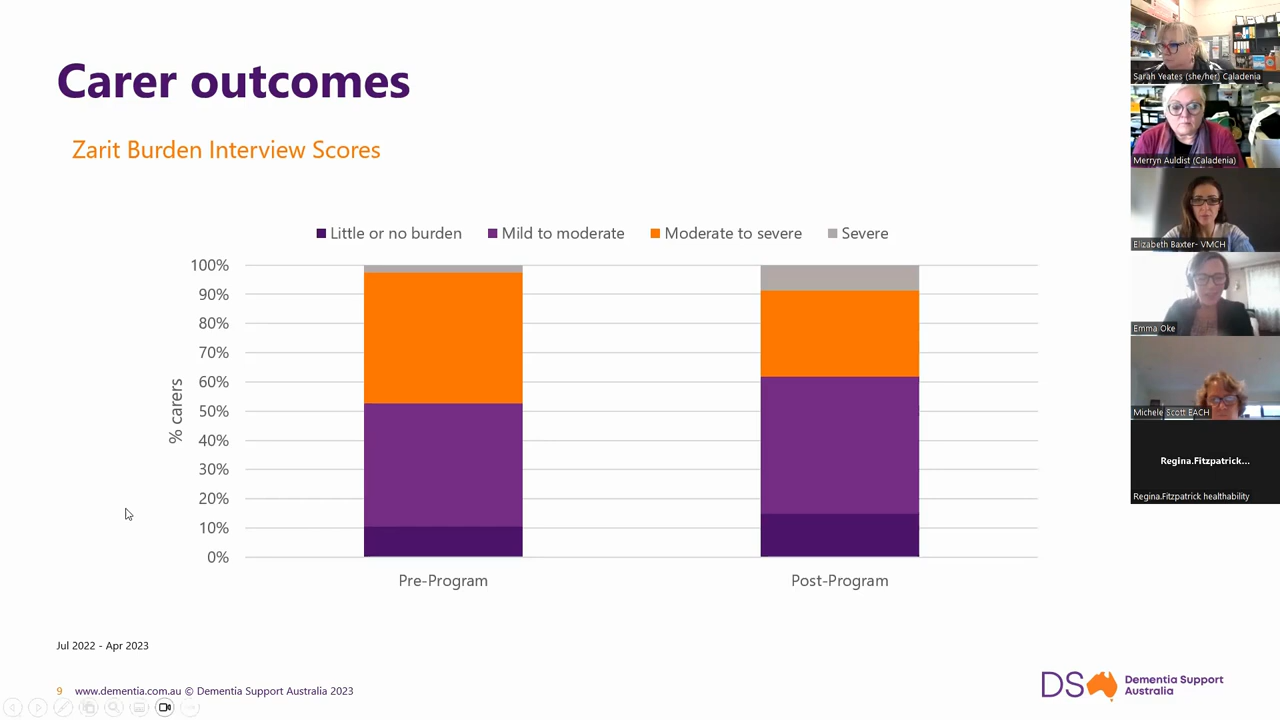 Carer outcomes
Zarit Burden Interview Scores
Little or no burden Mild to moderate Moderate to severe Severe
100%
90%
80%
70%
60%
50%
40%
30%
20%
10%
0%
% carers
Pre-Program Post-Program
Jul 2022 - Apr 2023
9 www.dementia.com.au © Dementia Support Australia 2023
DS Dementia Support
Australia
Sarah Yeates (she/her) Caladenia
Merryn Auldist (Caladenia)
Elizabeth Baxter- VMCH
Emma Oke
Michele Scott EACH
Regina.Fitzpatrick...
Regina.Fitzpatrick healthability